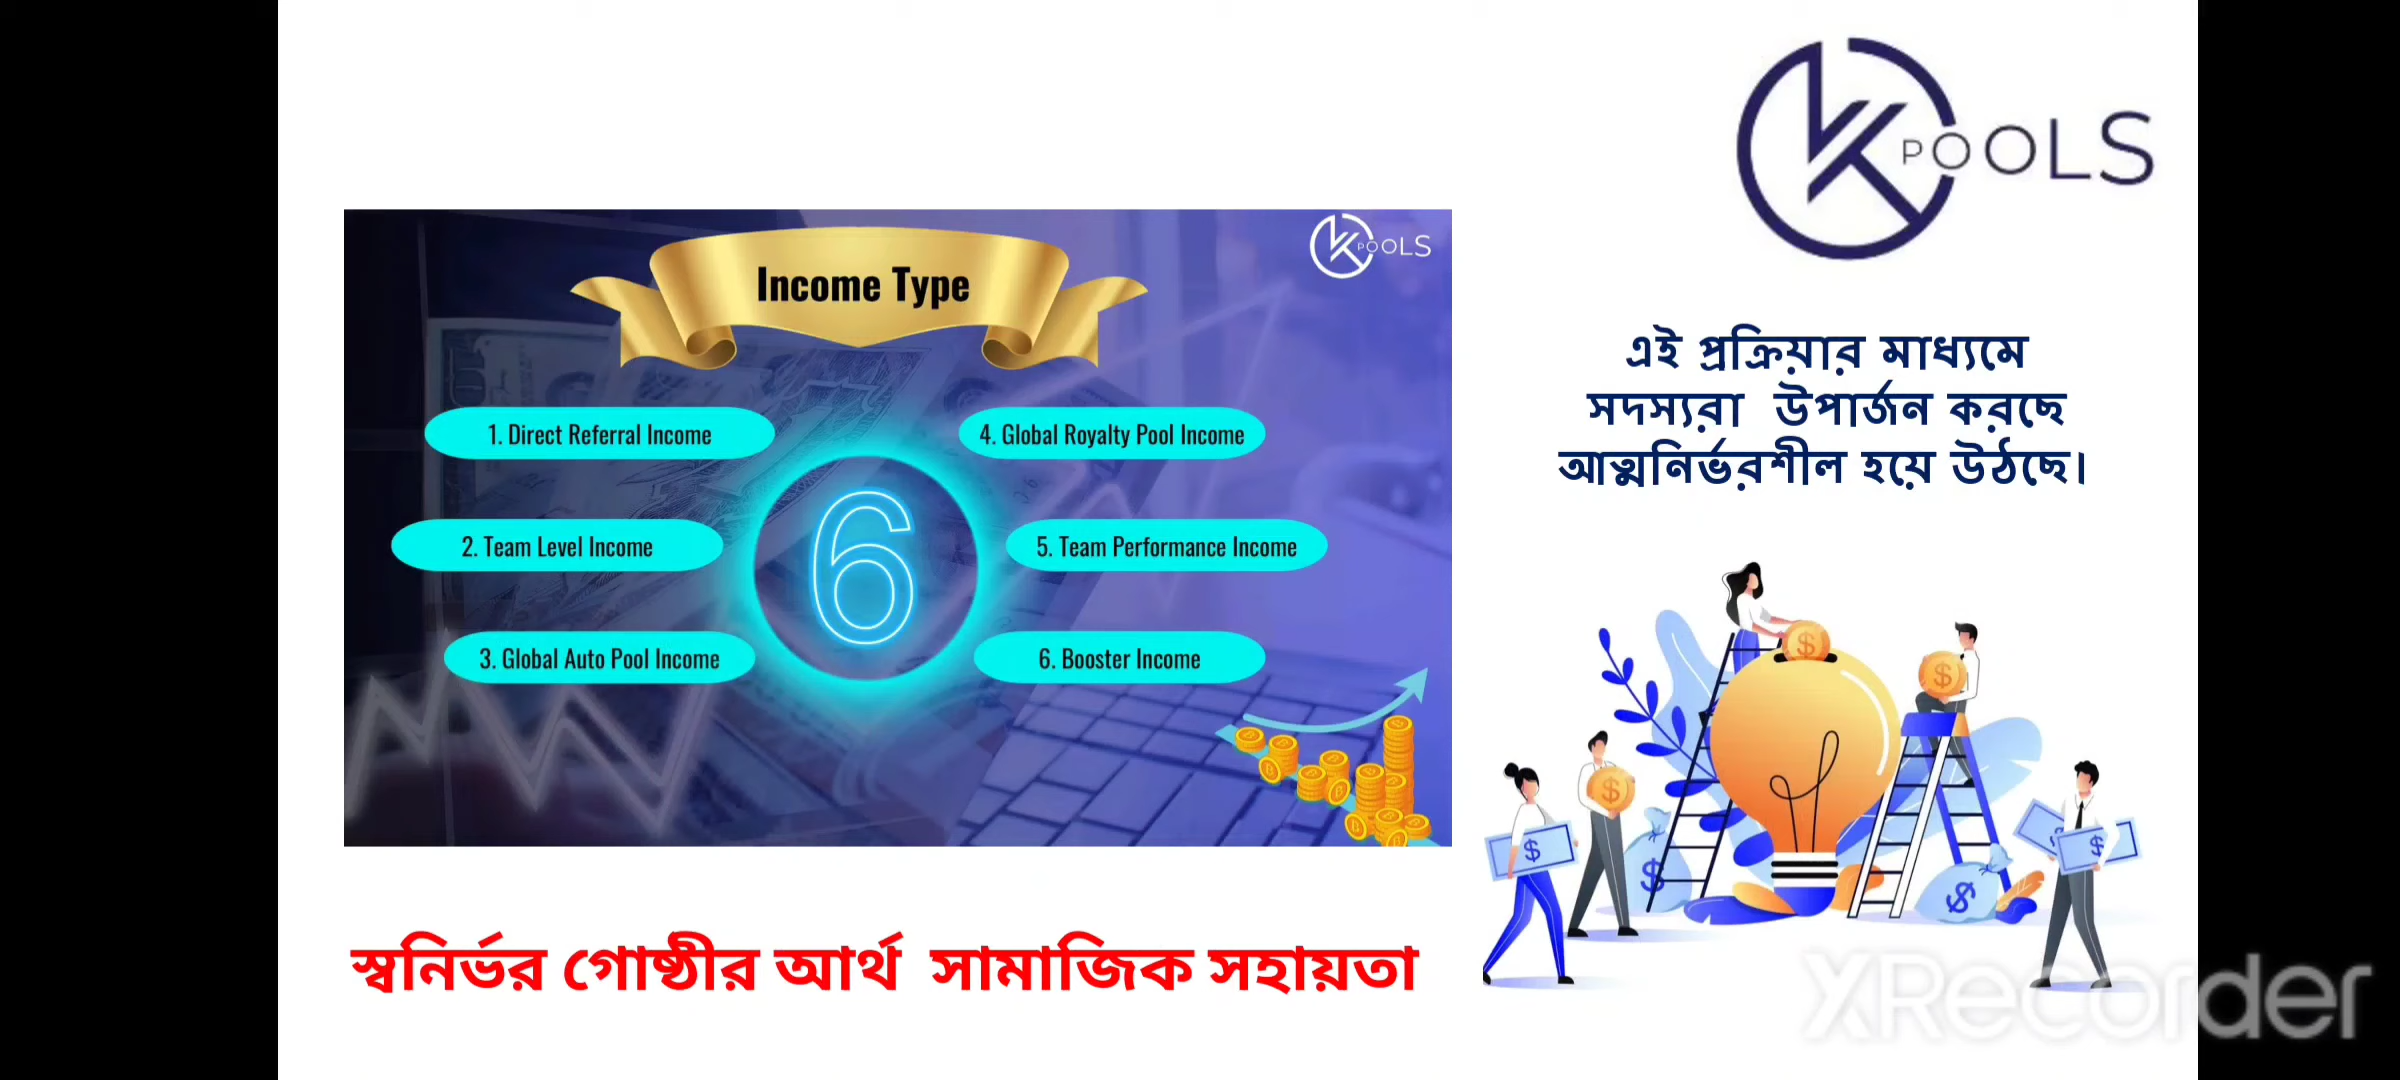 K POOLS
K POOLS
Income Type
1. Direct Referral Income
2. Team Level Income
3. Global Auto Pool Income
6
4. Global Royalty Pool Income
5. Team Performance Income
6. Booster Income
এই প্রক্রিয়ার মাধ্যমে
সদস্যরা উপার্জন করছে
আত্মনির্ভরশীল হয়ে উঠছে।
স্বনির্ভর গোষ্ঠীর আর্থ সামাজিক সহায়তা
XRecorder